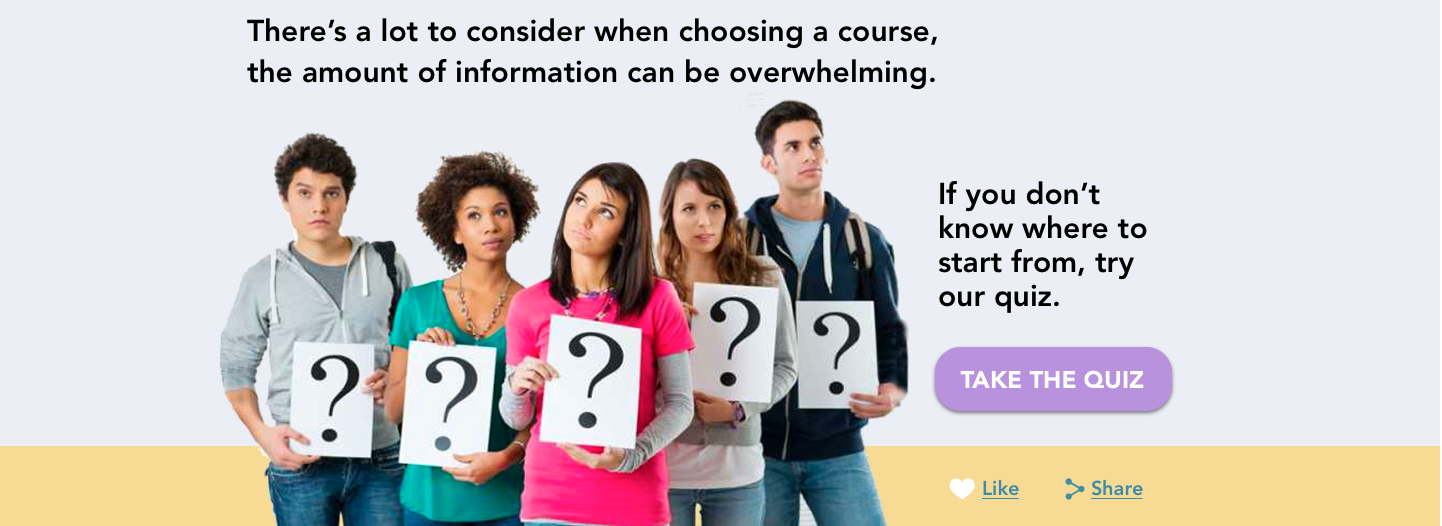 There’s a lot to consider when choosing a course,
the amount of information can be overwhelming.
If you don’t
know where to
start from, try
our quiz.
?
?
?
?
?
TAKE THE QUIZ
Like
Share